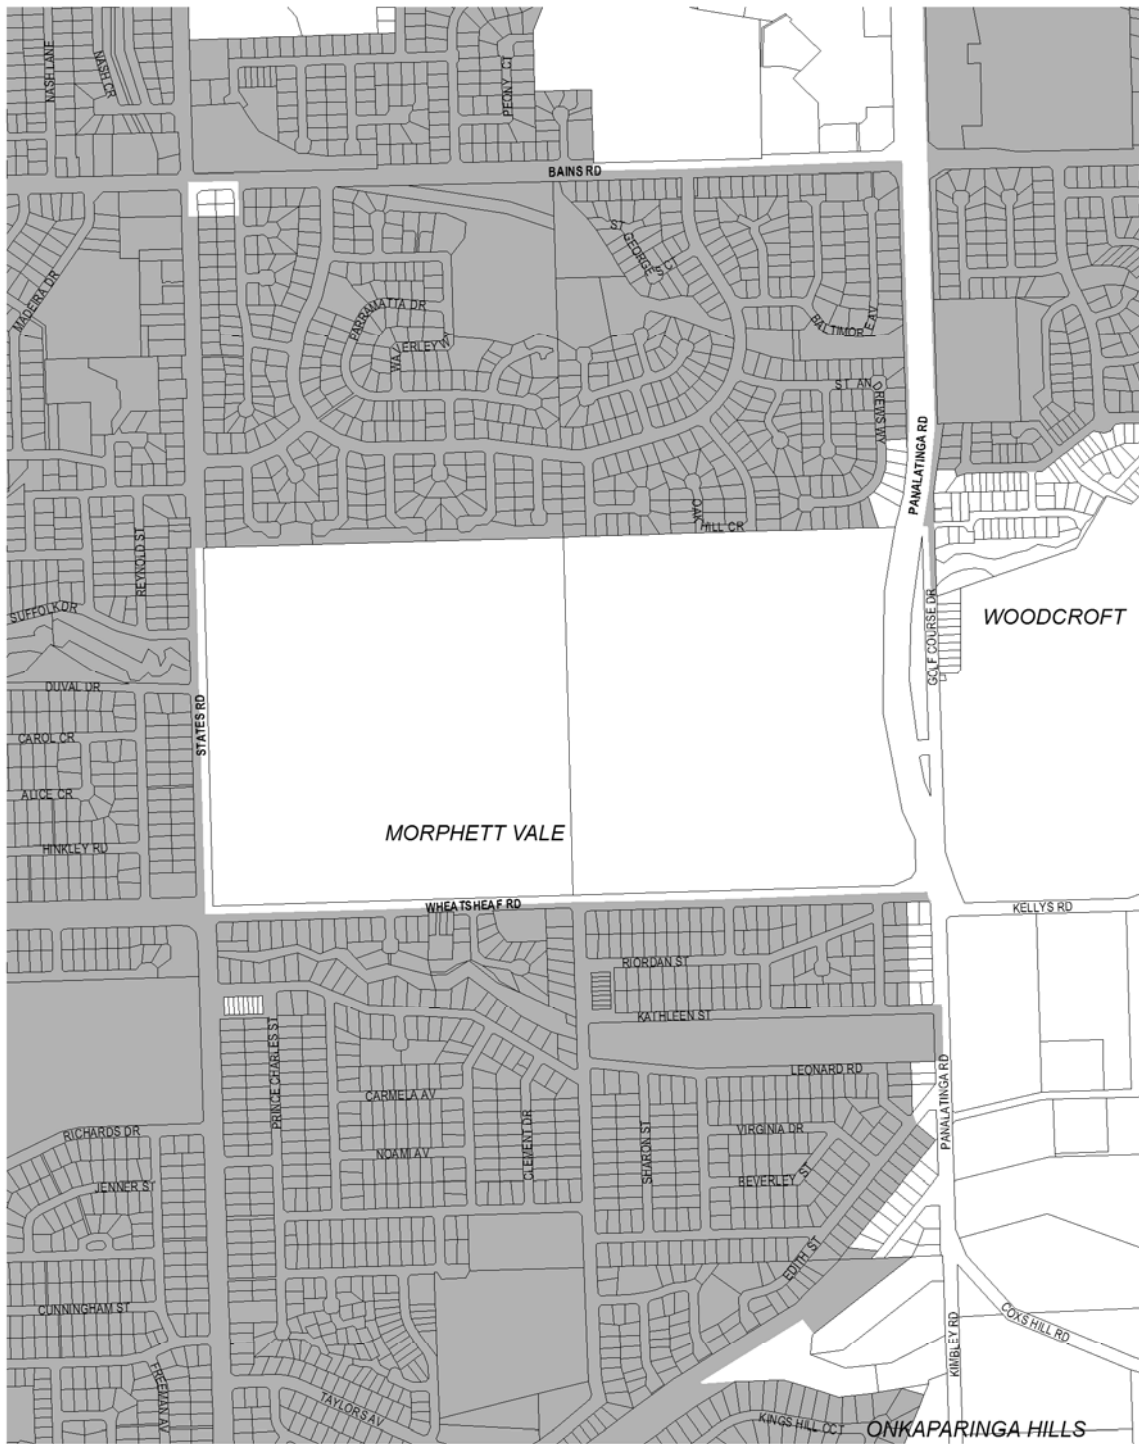 NASH LANE
NASH CR
PEONY CT
BAINS RD
ST GEORGE S CT
MADEIRA DR
PARRAMATTA DR
WAVERLEY W
BALTIMORE AV
ST ANDREWS WY
PANALATINGA RD
OAK HILL CR
REYNOLD ST
SUFFOLK DR
GOLF COURSE DR
WOODCROFT
DUVAL DR
STATES RD
CAROL CR
ALICE CR
MORPHETT VALE
HINKLEY RD
WHEATSHEAF RD
KELLYS RD
RIORDAN ST
KATHLEEN ST
PRINCE CHARLES ST
LEONARD RD
PANALATINGA RD
CARMELA AV
RICHARDS DR
VIRGINIA DR
CLEMENT DR
SHARON ST
NOAMI AV
JENNER ST
BEVERLEY ST
EDITH ST
CUNNINGHAM ST
COXS HILL RD
KIMBLEY RD
FREEMAN AV
TAYLORS AV
KINGS HILL CCT
ONKAPARINGA HILLS